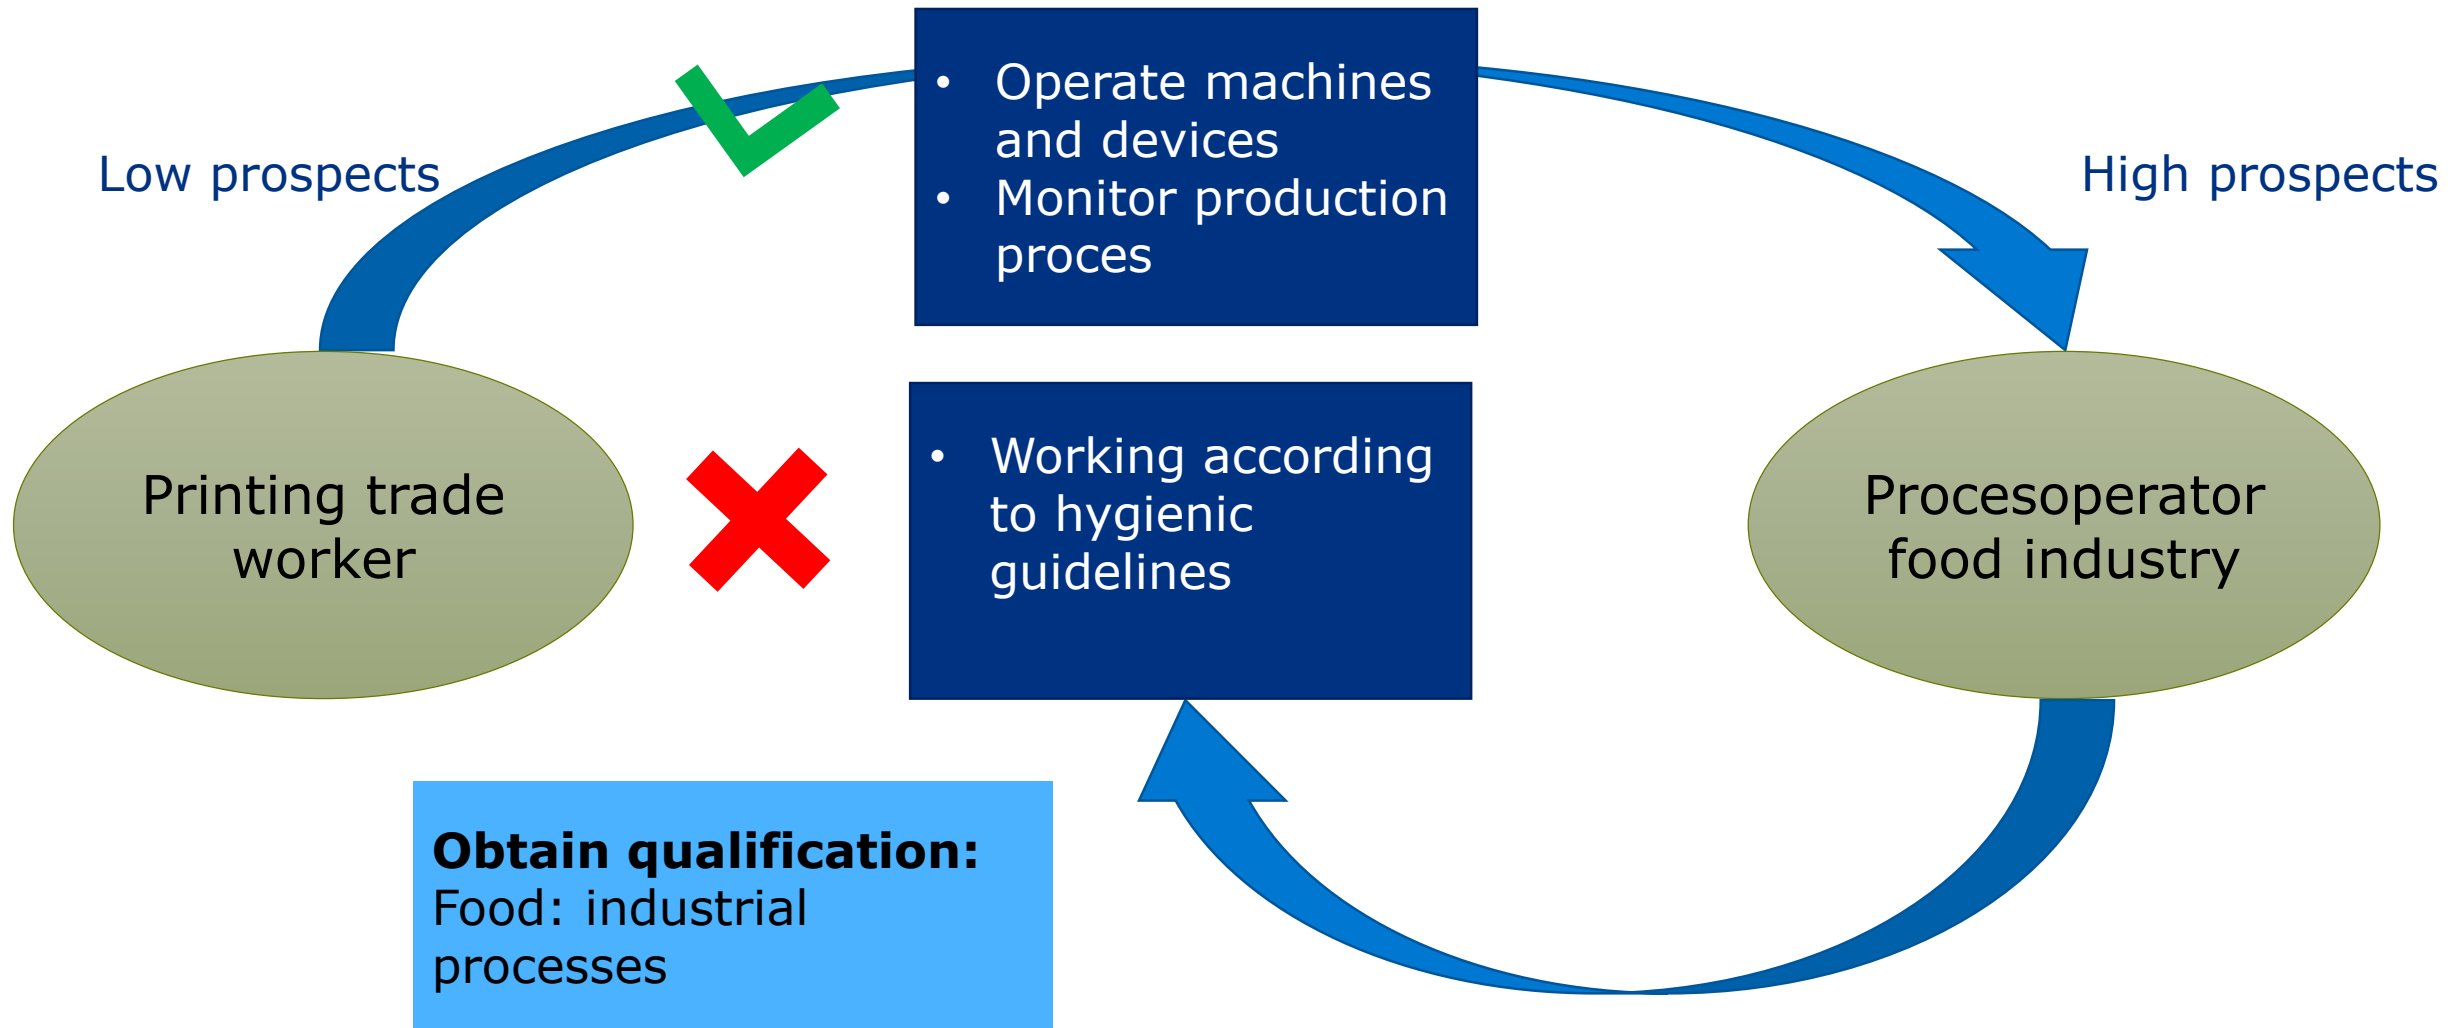 • Operate machines
and devices
• Monitor production
proces
Low prospects
High prospects
Printing trade
worker
• Working according
to hygienic
guidelines
Procesoperator
food industry
Obtain qualification:
Food: industrial
processes